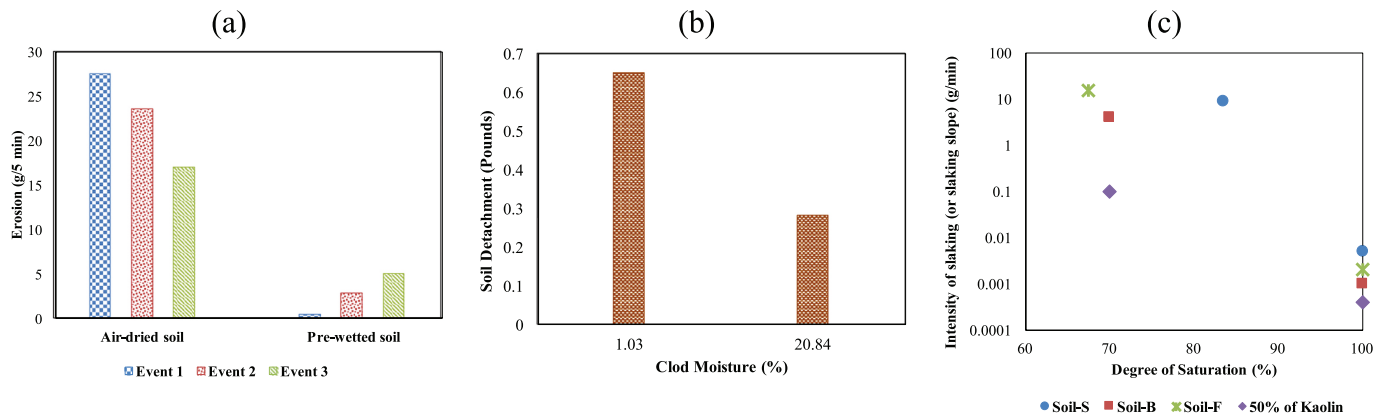 (a)
Erosion (g/5 min)
30
25
20
15
10
5
0
Air-dried soil Pre-wetted soil
Event 1 Event 2 Event 3
(b)
Soil Detachment (Pounds)
0.7
0.6
0.5
0.4
0.3
0.2
0.1
0
1.03 20.84
Clod Moisture (%)
(c)
Intensity of slaking (or slaking slope) (g/min)
100
10
1
0.1
0.01
0.001
0.0001
60 70 80 90 100
Degree of Saturation (%)
Soil-S Soil-B Soil-F 50% of Kaolin